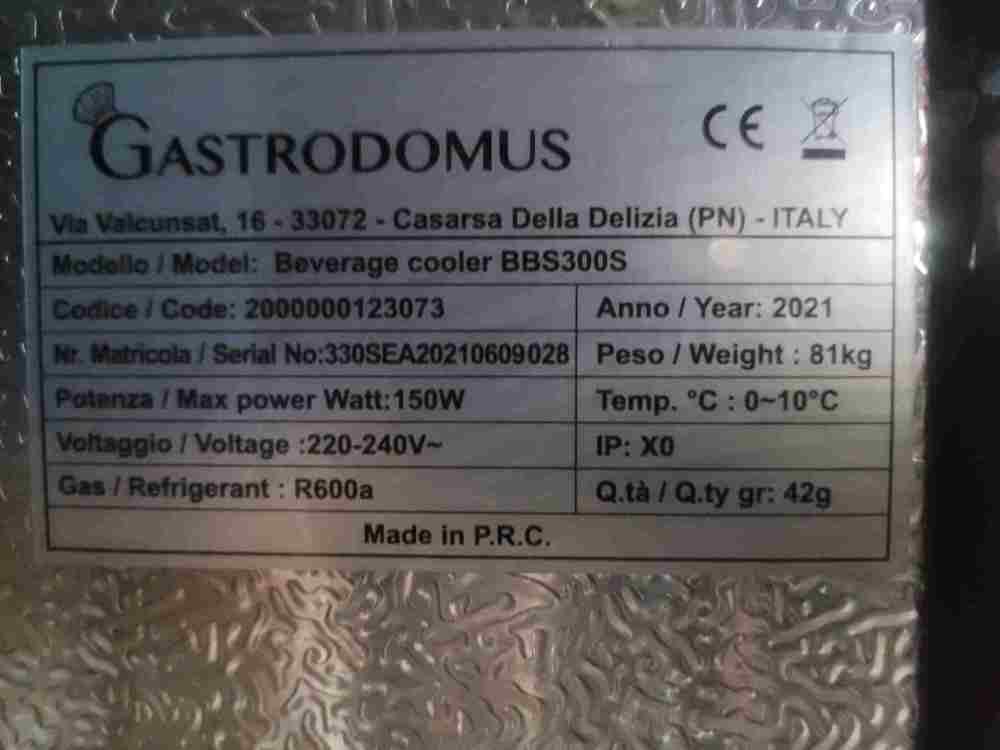 GASTRODOMUS
CE
Via Valcunsat, 16 - 33072 - Casarsa Della Delizia (PN) - ITALY
Modello / Model: Beverage cooler BBS300S
Codice / Code: 2000000123073
Anno / Year: 2021
Nr. Matricola / Serial No:330SEA20210609028
Peso / Weight : 81kg
Potenza / Max power Watt:150W
Temp. °C : 0~10°C
Voltaggio / Voltage :220-240V~
IP: X0
Gas / Refrigerant : R600a
Q.tà / Q.ty gr: 42g
Made in P.R.C.